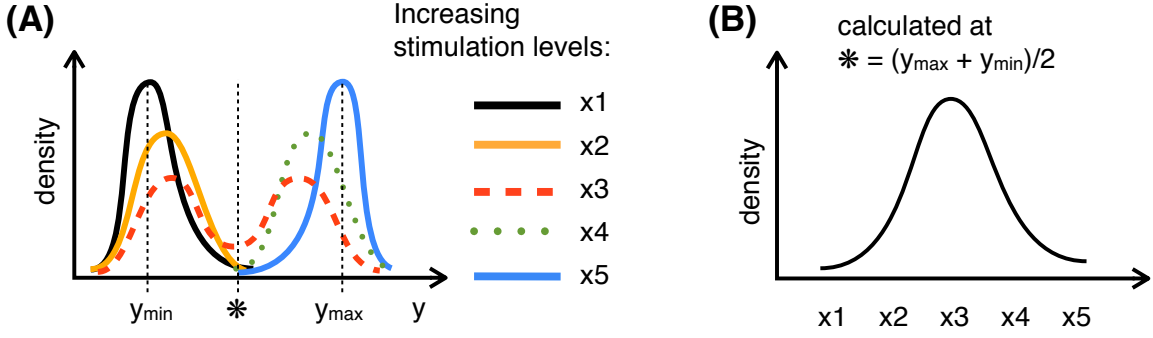 (A)
Increasing
stimulation levels:
density
x1
x2
x3
x4
x5
ymin
❋
ymax
y
(B)
calculated at
❋ = (ymax + ymin)/2
density
x1 x2 x3 x4 x5